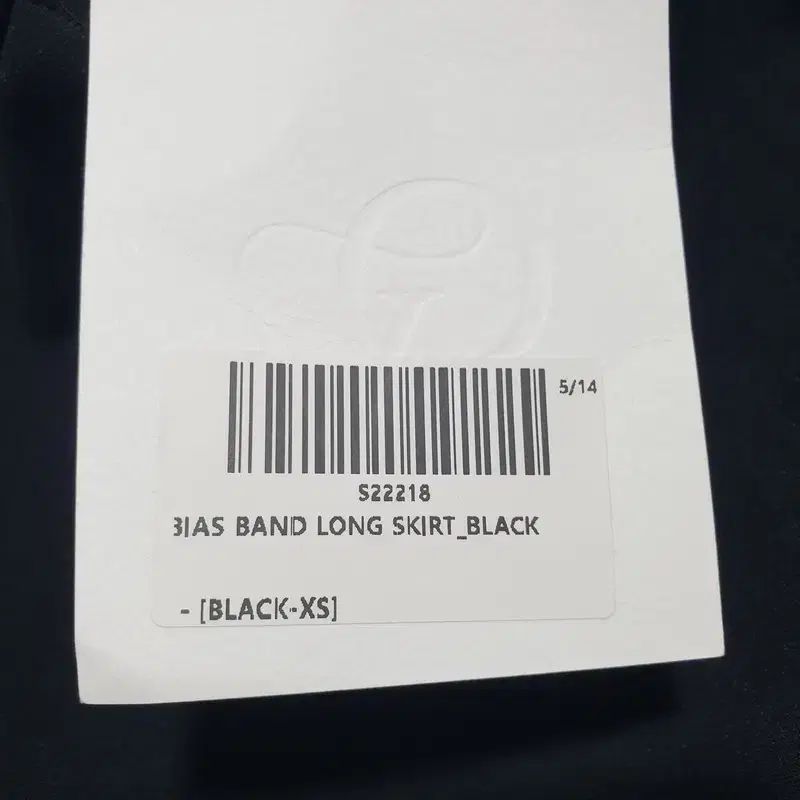 5/14
S22218
BIAS BAND LONG SKIRT_BLACK
- [BLACK-XS]